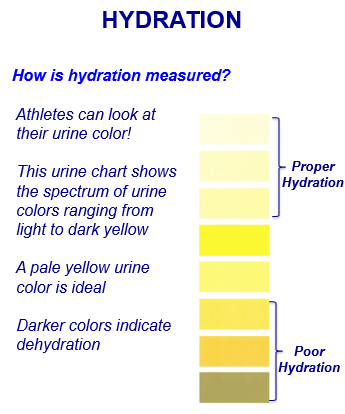 HYDRATION
How is hydration measured?
Athletes can look at
their urine color!
This urine chart shows
the spectrum of urine
colors ranging from
light to dark yellow
A pale yellow urine
color is ideal
Darker colors indicate
dehydration
Proper
Hydration
Poor
Hydration